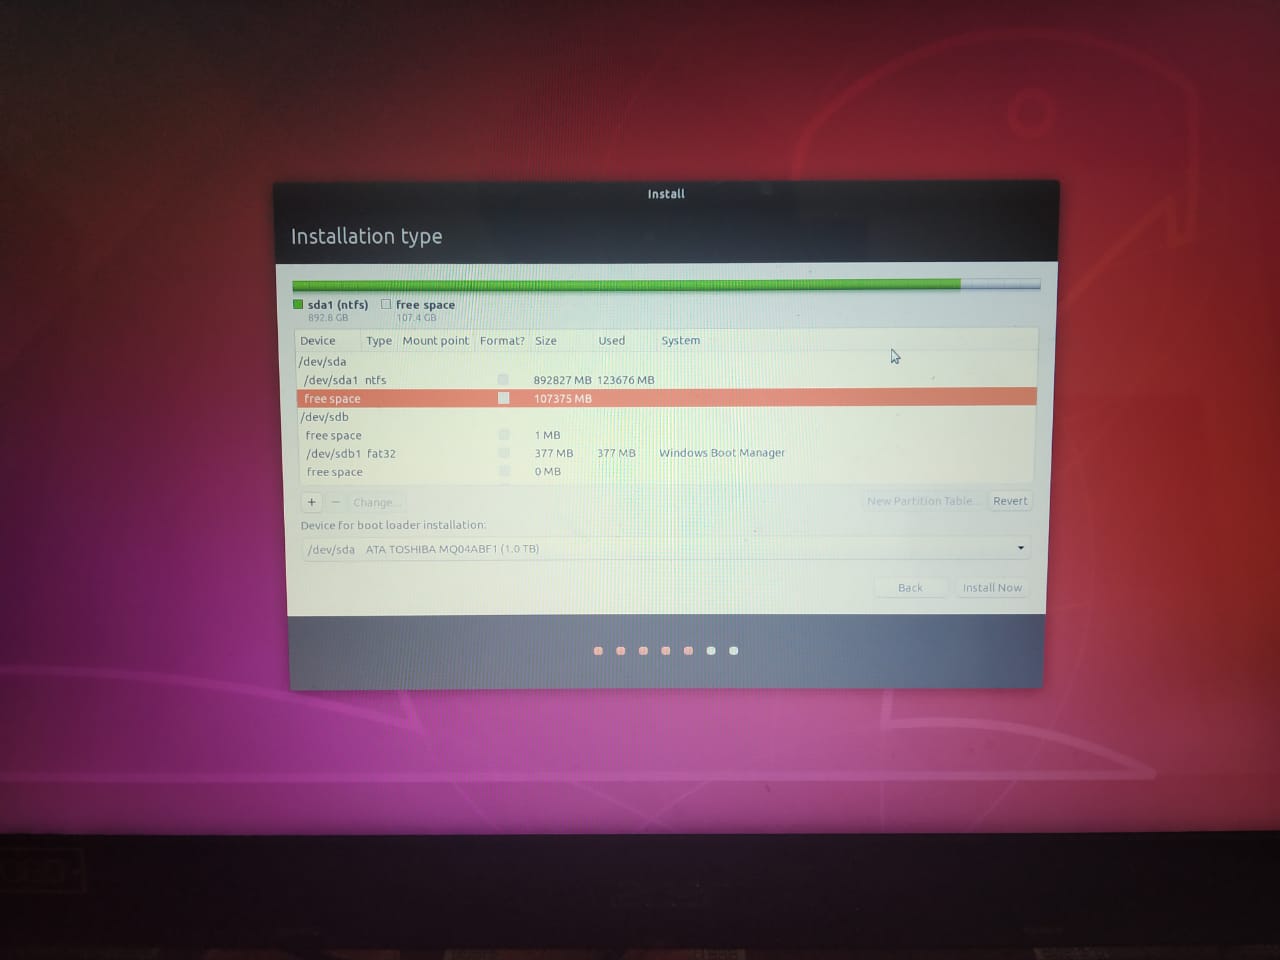 Install
Installation type
sda1 (ntfs) free space
892.8 GB 107.4 GB
Device Type Mount point Format? Size Used System
/dev/sda
/dev/sda1 ntfs 892827 MB 123676 MB
free space 107375 MB
/dev/sdb
free space 1 MB
/dev/sdb1 fat32 377 MB 377 MB Windows Boot Manager
free space 0 MB
+ − Change... New Partition Table... Revert
Device for boot loader installation:
/dev/sda ATA TOSHIBA MQ04ABF1 (1.0 TB)
Back Install Now